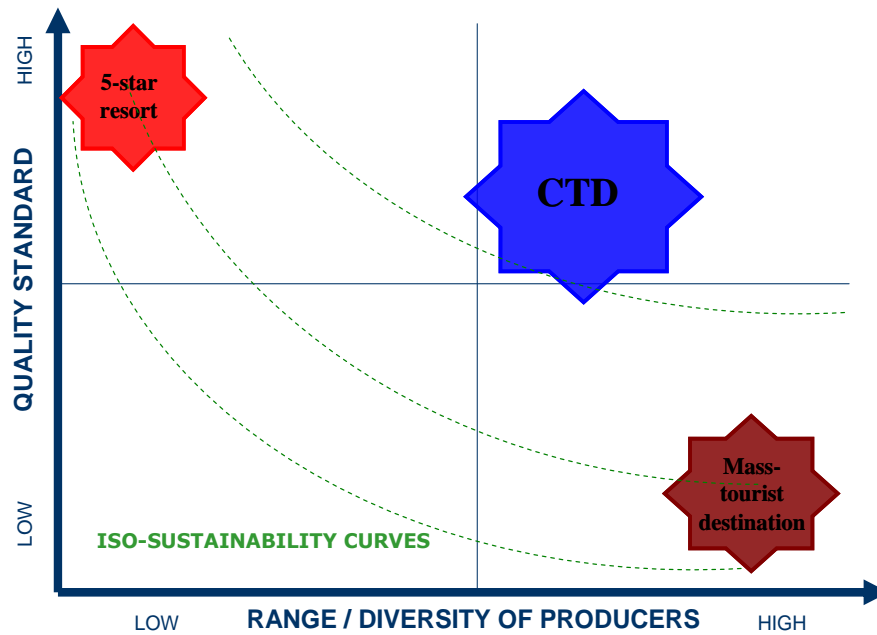 HIGH
5-star
resort
CTD
QUALITY STANDARD
Mass-
tourist
destination
LOW
ISO-SUSTAINABILITY CURVES
LOW
RANGE / DIVERSITY OF PRODUCERS
HIGH